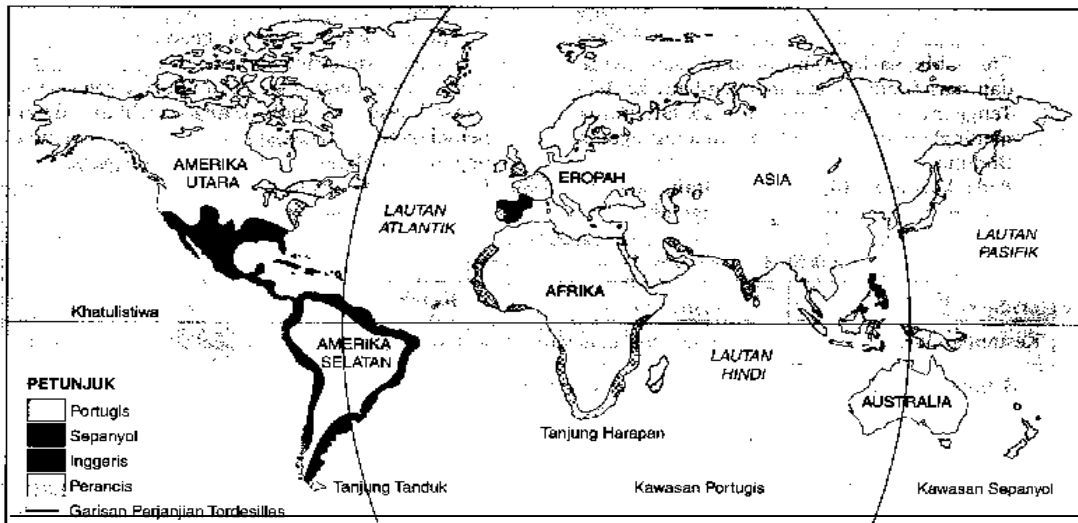 AMERIKA
UTARA
LAUTAN
ATLANTIK
EROPAH
ASIA
LAUTAN
PASIFIK
AFRIKA
Khatulistiwa
AMERIKA
SELATAN
LAUTAN
HINDI
AUSTRALIA
PETUNJUK
Portugis
Sepanyol
Inggeris
Perancis
Garisan Perjanjian Tordesillas
Tanjung Harapan
Tanjung Tanduk
Kawasan Portugis
Kawasan Sepanyol